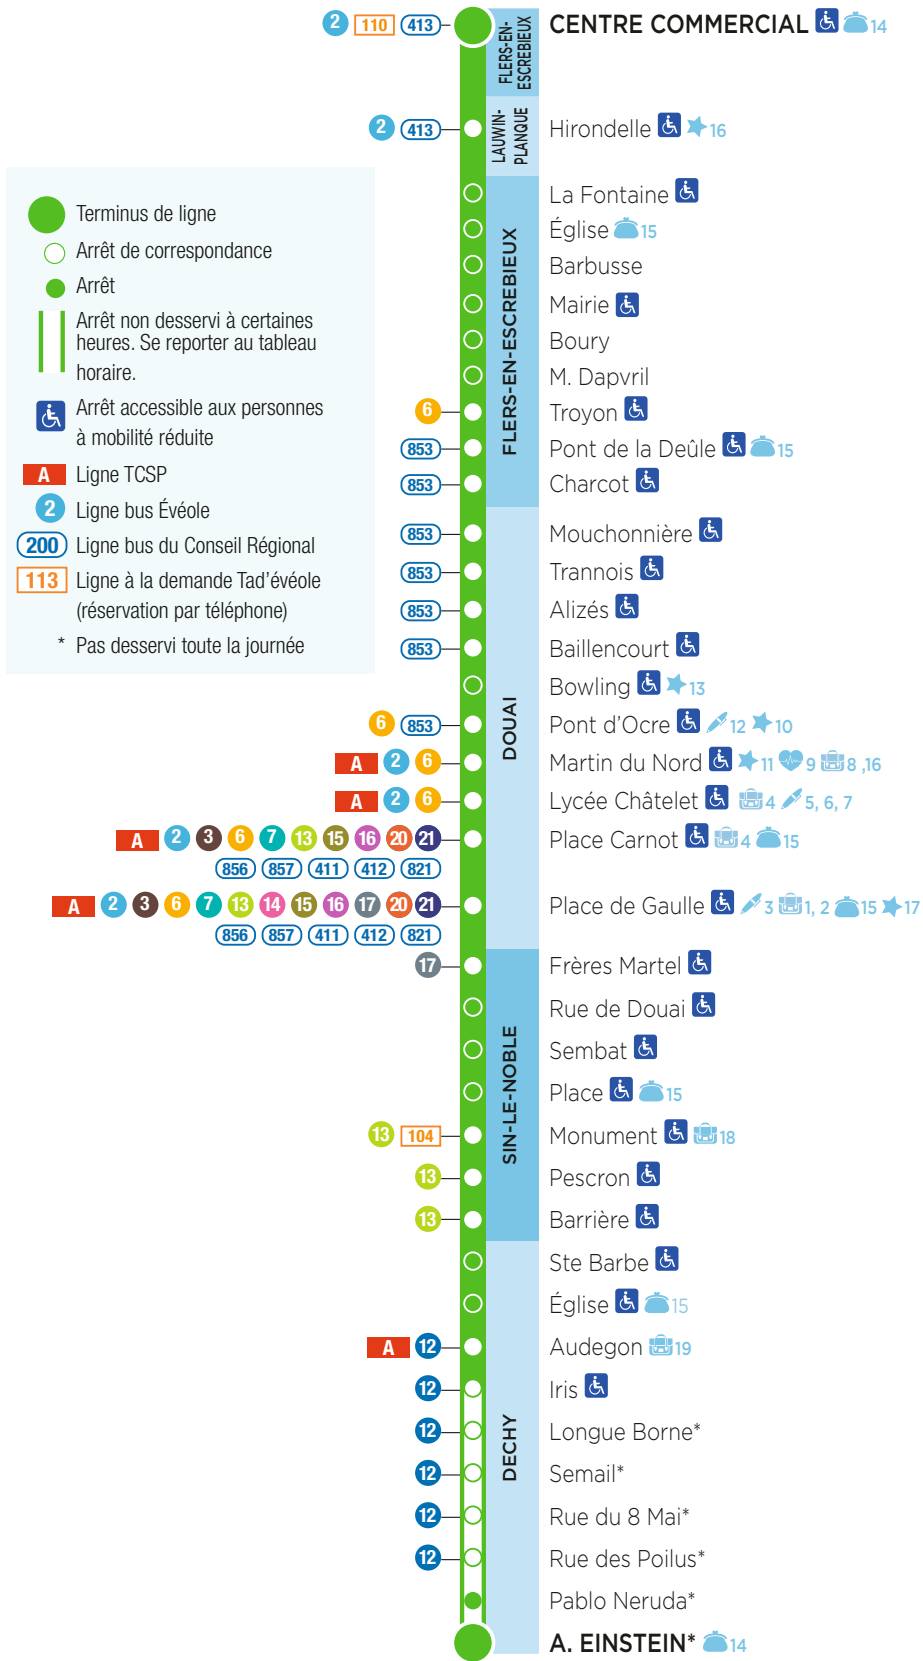 2 110 413 CENTRE COMMERCIAL 14
FLERS-EN-
ESCREBIEUX
2 413 Hirondelle 16
LAUWIN-
PLANQUE
Terminus de ligne
Arrêt de correspondance
Arrêt
Arrêt non desservi à certaines
heures. Se reporter au tableau
horaire.
Arrêt accessible aux personnes
à mobilité réduite
A Ligne TCSP
2 Ligne bus Évéole
200 Ligne bus du Conseil Régional
113 Ligne à la demande Tad'évéole
(réservation par téléphone)
* Pas desservi toute la journée
FLERS-EN-ESCREBIEUX
La Fontaine
Église 15
Barbusse
Mairie
Boury
M. Dapvril
6 Troyon
853 Pont de la Deûle 15
853 Charcot
DOUAI
853 Mouchonnière
853 Trannois
853 Alizés
853 Baillencourt
Bowling 13
6 853 Pont d'Ocre 12 10
A 2 6 Martin du Nord 11 9 8 ,16
A 2 6 Lycée Châtelet 4 5, 6, 7
A 2 3 6 7 13 15 16 20 21 Place Carnot 4 15
856 857 411 412 821
A 2 3 6 7 13 14 15 16 17 20 21 Place de Gaulle 3 1, 2 15 17
856 857 411 412 821
SIN-LE-NOBLE
17 Frères Martel
Rue de Douai
Sembat
Place 15
13 104 Monument 18
13 Pescron
13 Barrière
DECHY
Ste Barbe
Église 15
A 12 Audegon 19
12 Iris
12 Longue Borne*
12 Semail*
12 Rue du 8 Mai*
12 Rue des Poilus*
Pablo Neruda*
A. EINSTEIN* 14